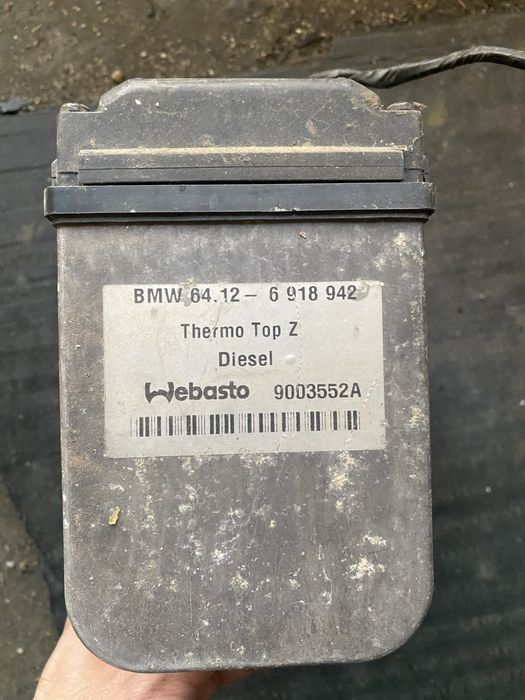 BMW 64.12 - 6 918 942
Thermo Top Z
Diesel
Webasto 9003552A